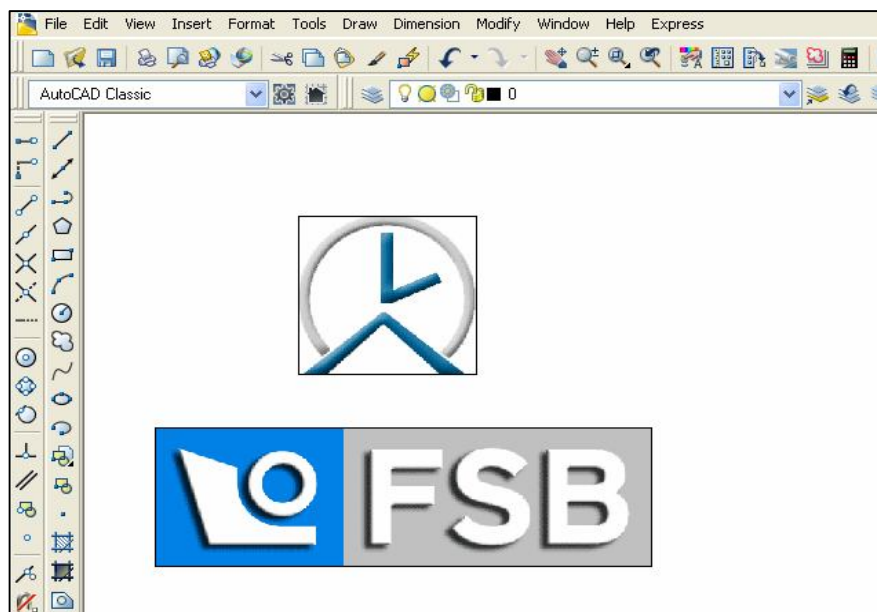 File Edit View Insert Format Tools Draw Dimension Modify Window Help Express
AutoCAD Classic
0
FSB